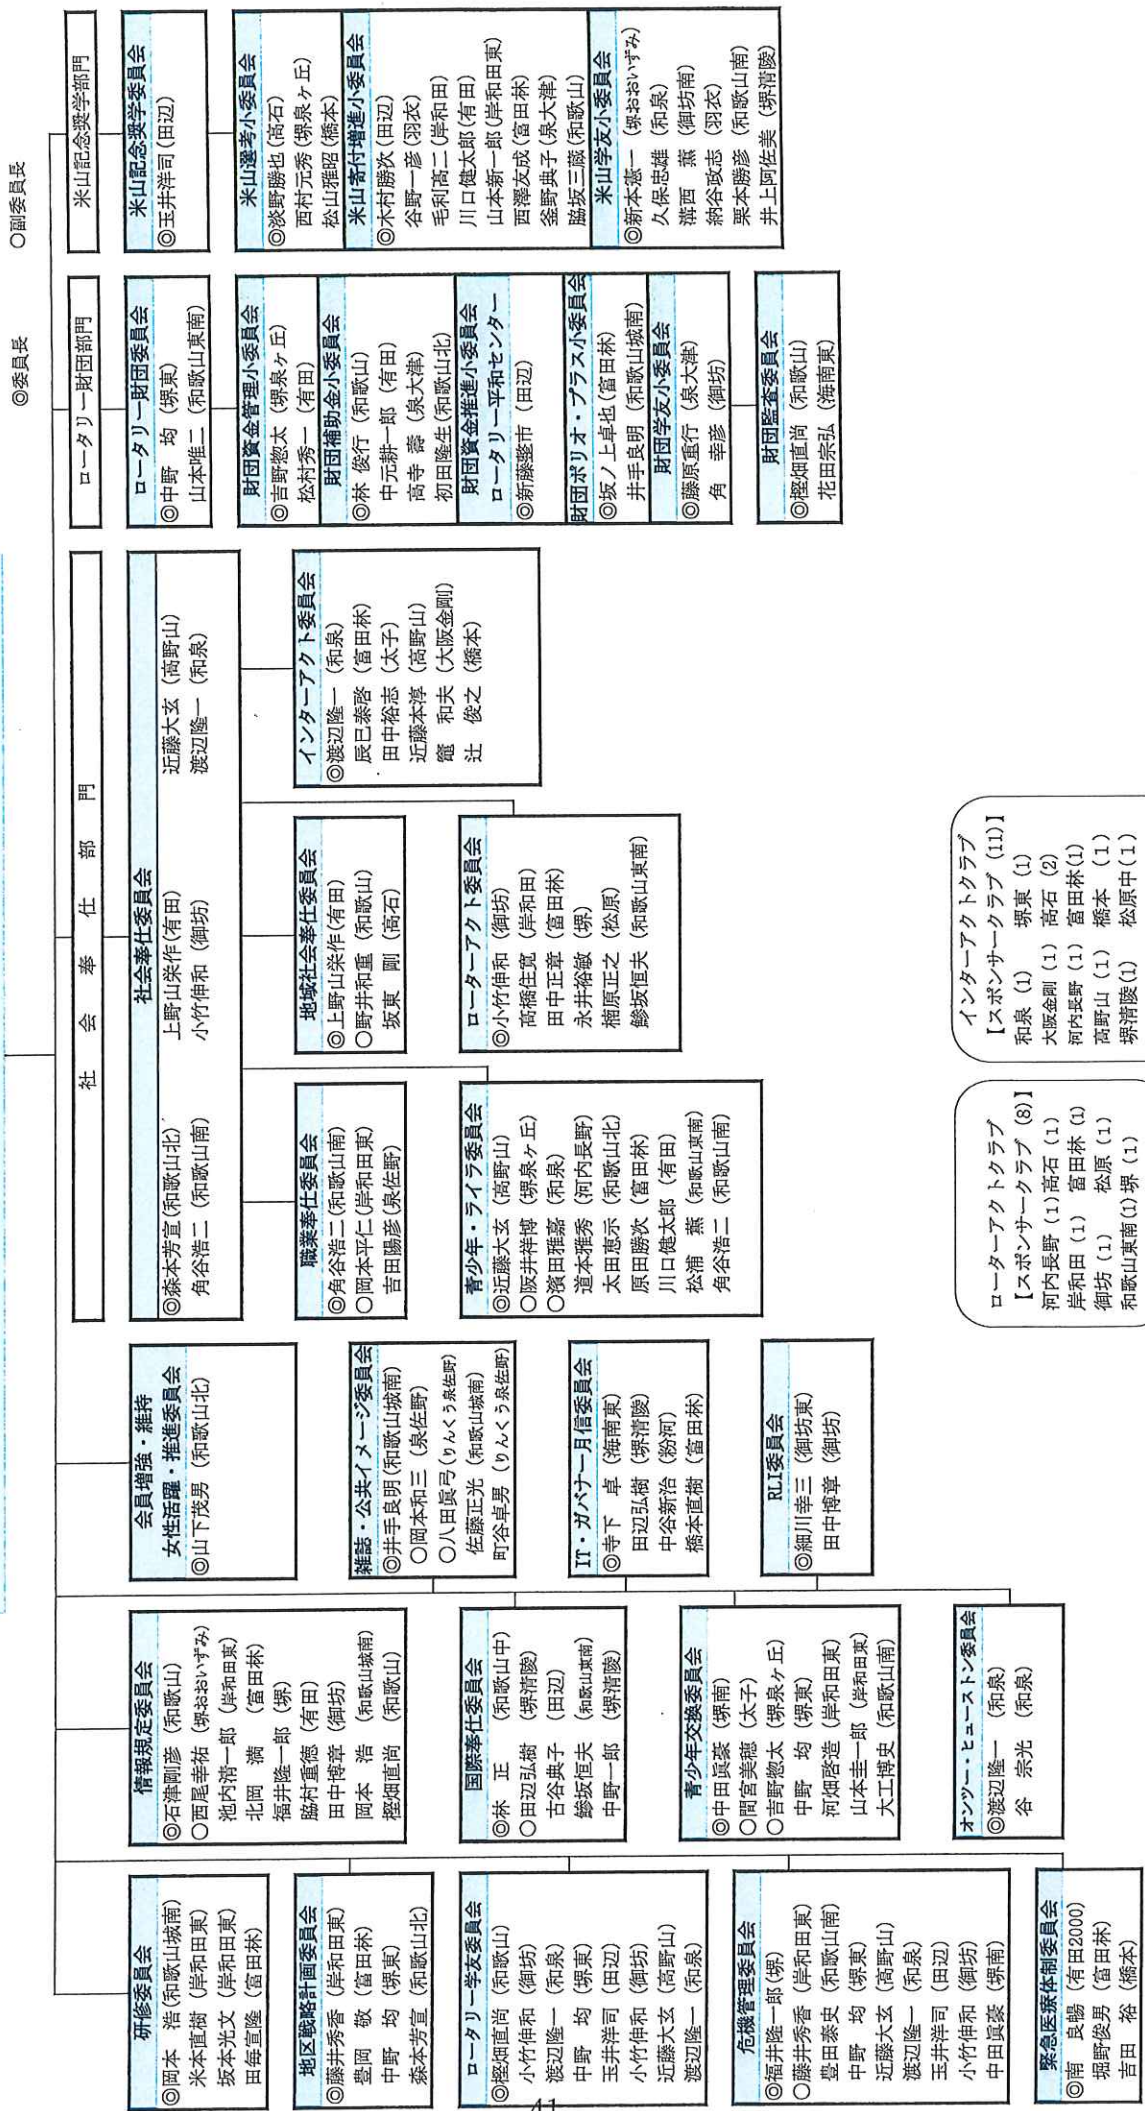 ◎委員長　　○副委員長
研修委員会
◎岡本　浩（和歌山城南）
米本直樹（岸和田東）
坂本光文（岸和田東）
田毎宣隆（富田林）
地区戦略計画委員会
◎藤井秀香（岸和田東）
豊岡　敬（富田林）
中野　均（堺東）
森本芳宣（和歌山北）
ロータリー学友委員会
◎樫畑直尚（和歌山）
小竹伸和（御坊）
渡辺隆一（和泉）
中野　均（堺東）
玉井洋司（田辺）
小竹伸和（御坊）
近藤大玄（高野山）
渡辺隆一（和泉）
危機管理委員会
◎福井隆一郎（堺）
○藤井秀香（岸和田東）
豊田泰史（和歌山南）
中野　均（堺東）
近藤大玄（高野山）
渡辺隆一（和泉）
玉井洋司（田辺）
小竹伸和（御坊）
中田眞豪（堺南）
緊急医療体制委員会
◎南　良暢（有田2000）
堀野俊男（富田林）
吉田　裕（橋本）
情報規定委員会
◎石津剛彦（和歌山）
○西尾幸祐（堺おおいずみ）
池内清一郎（岸和田東）
北岡　満（富田林）
福井隆一郎（堺）
脇村重徳（有田）
田中博章（御坊）
岡本　浩（和歌山城南）
樫畑直尚（和歌山）
国際奉仕委員会
◎林　正（和歌山中）
○田辺弘樹（堺清陵）
古谷典子（田辺）
鯵坂恒夫（和歌山東南）
中野一郎（堺清陵）
青少年交換委員会
◎中田眞豪（堺南）
○間宮美穂（太子）
○吉野惣太（堺泉ヶ丘）
中野　均（堺東）
河畑啓造（岸和田東）
山本圭一郎（岸和田東）
大工博史（和歌山南）
オンツー・ヒューストン委員会
◎渡辺隆一（和泉）
谷　宗光（和泉）
会員増強・維持
女性活躍・推進委員会
◎山下茂男（和歌山北）
雑誌・公共イメージ委員会
◎井手良明(和歌山城南)
○岡本和三（泉佐野）
○八田眞弓(りんくう泉佐野)
佐藤正光（和歌山城南）
町谷卓男（りんくう泉佐野）
IT・ガバナー月信委員会
◎寺下　卓（海南東）
田辺弘樹（堺清陵）
中谷新治（粉河）
橋本直樹（富田林）
RLI委員会
◎細川幸三（御坊東）
田中博章（御坊）
社会奉仕部門
社会奉仕委員会
◎森本芳宣(和歌山北)　上野山栄作(有田)　近藤大玄（高野山）
角谷浩二（和歌山南）　小竹伸和（御坊）　渡辺隆一（和泉）
職業奉仕委員会
◎角谷浩二(和歌山南)
○岡本平仁(岸和田東)
吉田陽彦(泉佐野)
地域社会奉仕委員会
◎上野山栄作(有田)
○野井和重（和歌山）
坂東　剛（高石）
インターアクト委員会
◎渡辺隆一（和泉）
辰巳泰啓（富田林）
田中裕志（太子）
近藤本淳（高野山）
竈　和夫（大阪金剛）
辻　俊之（橋本）
青少年・ライラ委員会
◎近藤大玄（高野山）
○阪井祥博（堺泉ヶ丘）
○濱田雅嘉（和泉）
道本雅秀（河内長野）
太田恵示（和歌山北）
原田勝次（富田林）
川口健太郎（有田）
松浦　薫（和歌山東南）
角谷浩二（和歌山南）
ローターアクト委員会
◎小竹伸和（御坊）
髙橋住寛（岸和田）
田中正章（富田林）
永井裕敏（堺）
楠原正之（松原）
鯵坂恒夫（和歌山東南）
ローターアクトクラブ
【スポンサークラブ (8)】
河内長野 (1)高石 (1)
岸和田 (1)　富田林 (1)
御坊 (1)　松原 (1)
和歌山東南(1)堺 (1)
インターアクトクラブ
【スポンサークラブ (11)】
和泉 (1)　堺東 (1)
大阪金剛 (1)　高石 (2)
河内長野 (1)　富田林(1)
高野山 (1)　橋本 (1)
堺清陵(1)　松原中(1)
ロータリー財団部門
ロータリー財団委員会
◎中野　均（堺東）
山本唯二（和歌山東南）
財団資金管理小委員会
◎吉野惣太（堺泉ヶ丘）
松村秀一（有田）
財団補助金小委員会
◎林　俊行（和歌山）
中元耕一郎（有田）
高寺　壽（泉大津）
初田隆生(和歌山北)
財団資金推進小委員会
ロータリー平和センター
◎新藤整市（田辺）
財団ポリオ・プラス小委員会
◎坂ノ上卓也(富田林)
井手良明（和歌山城南）
財団学友小委員会
◎藤原重行（泉大津）
角　幸彦（御坊）
財団監査委員会
◎樫畑直尚（和歌山）
花田宗弘（海南東）
米山記念奨学部門
米山記念奨学委員会
◎玉井洋司(田辺)
米山選考小委員会
◎淡野勝也(高石)
西村元秀(堺泉ヶ丘)
松山雅昭(橋本)
米山寄付増進小委員会
◎木村勝次(田辺)
谷野一彦(羽衣)
毛利髙二(岸和田)
川口健太郎(有田)
山本新一郎(岸和田東)
西澤友成(富田林)
釜野典子(泉大津)
脇坂三蔵(和歌山)
米山学友小委員会
◎新本憲一（堺おおいずみ）
久保忠雄（和泉）
溝西　薫（御坊南）
納谷政志（羽衣）
栗本勝彦（和歌山南）
井上阿佐美（堺清陵）
41